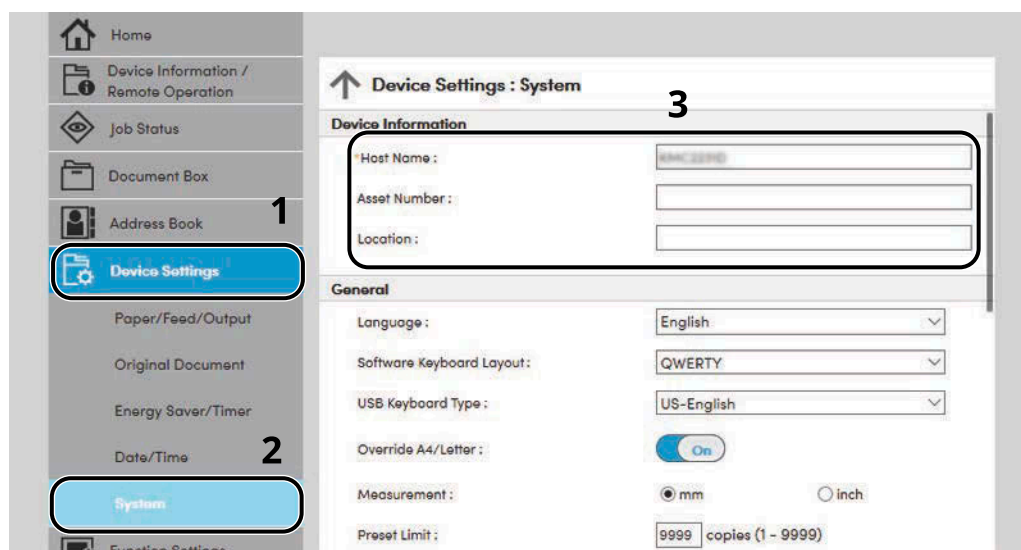 Home
Device Information /
Remote Operation
Job Status
Document Box
Address Book
1
Device Settings
Paper/Feed/Output
Original Document
Energy Saver/Timer
Date/Time
2
System
Function Settings
Device Settings : System
3
Device Information
*Host Name :
Asset Number :
Location :
General
Language : English
Software Keyboard Layout : QWERTY
USB Keyboard Type : US-English
Override A4/Letter : On
Measurement : mm inch
Preset Limit : 9999 copies (1 - 9999)